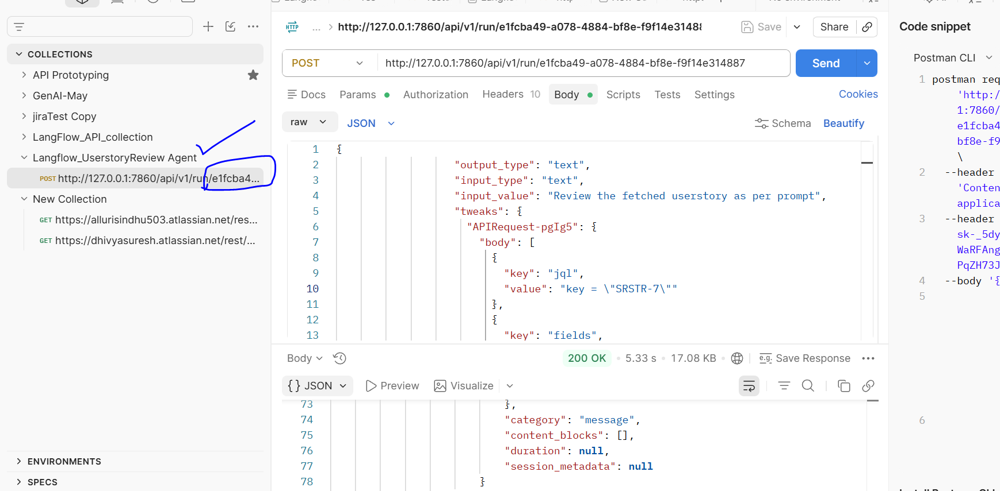 COLLECTIONS
API Prototyping
GenAI-May
jiraTest Copy
LangFlow_API_collection
Langflow_UserstoryReview Agent
POST http://127.0.0.1:7860/api/v1/run/e1fcba4...
New Collection
GET https://allurisindhu503.atlassian.net/res...
GET https://dhivyasuresh.atlassian.net/rest/...
ENVIRONMENTS
SPECS
HTTP ... > http://127.0.0.1:7860/api/v1/run/e1fcba49-a078-4884-bf8e-f9f14e31488
Save
Share
POST http://127.0.0.1:7860/api/v1/run/e1fcba49-a078-4884-bf8e-f9f14e314887
Send
Docs Params Authorization Headers 10 Body Scripts Tests Settings Cookies
raw JSON Schema Beautify
1 {
2 "output_type": "text",
3 "input_type": "text",
4 "input_value": "Review the fetched userstory as per prompt",
5 "tweaks": {
6 "APIRequest-pgIg5": {
7 "body": [
8 {
9 "key": "jql",
10 "value": "key = \"SRSTR-7\""
11 },
12 {
13 "key": "fields",
Body 200 OK • 5.33 s • 17.08 KB • e.g. Save Response
{} JSON Preview Visualize
73 },
74 "category": "message",
75 "content_blocks": [],
76 "duration": null,
77 "session_metadata": null
78 }
Code snippet
Postman CLI
1 postman req
'http:/
1:7860/
e1fcba4
bf8e-f9
\
2 --header
'Conten
applica
3 --header
sk-_5dy
WaRFAng
PqZH73J
4 --body '{
5
6